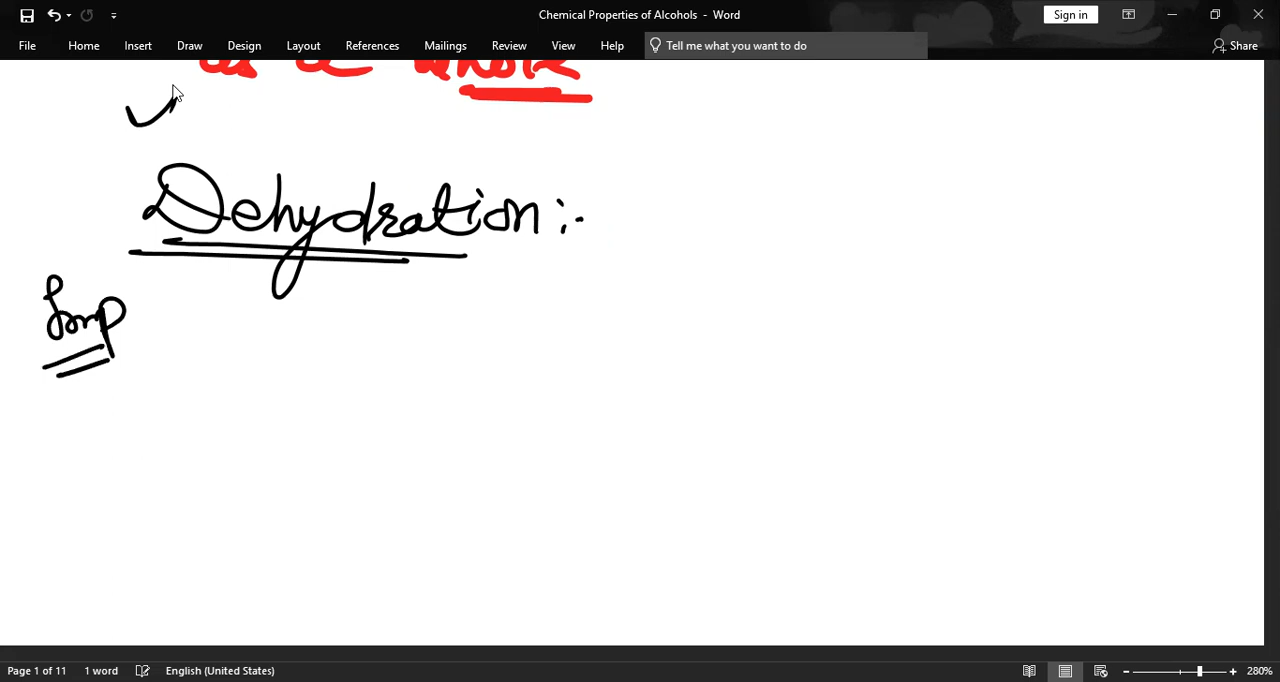 Chemical Properties of Alcohols - Word
Sign in
File Home Insert Draw Design Layout References Mailings Review View Help Tell me what you want to do Share
as a whole
Dehydration :-
Imp
Page 1 of 11 1 word English (United States) 280%